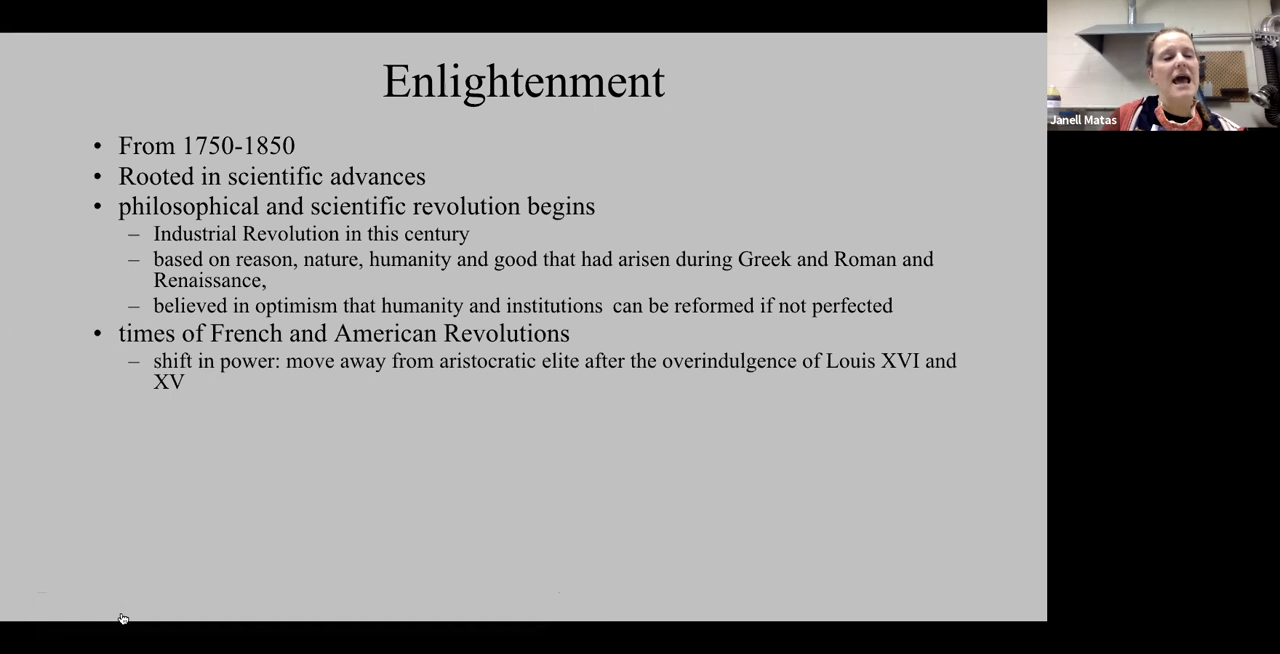 Enlightenment
• From 1750-1850
• Rooted in scientific advances
• philosophical and scientific revolution begins
– Industrial Revolution in this century
– based on reason, nature, humanity and good that had arisen during Greek and Roman and
Renaissance,
– believed in optimism that humanity and institutions can be reformed if not perfected
• times of French and American Revolutions
– shift in power: move away from aristocratic elite after the overindulgence of Louis XVI and
XV
Janell Matas